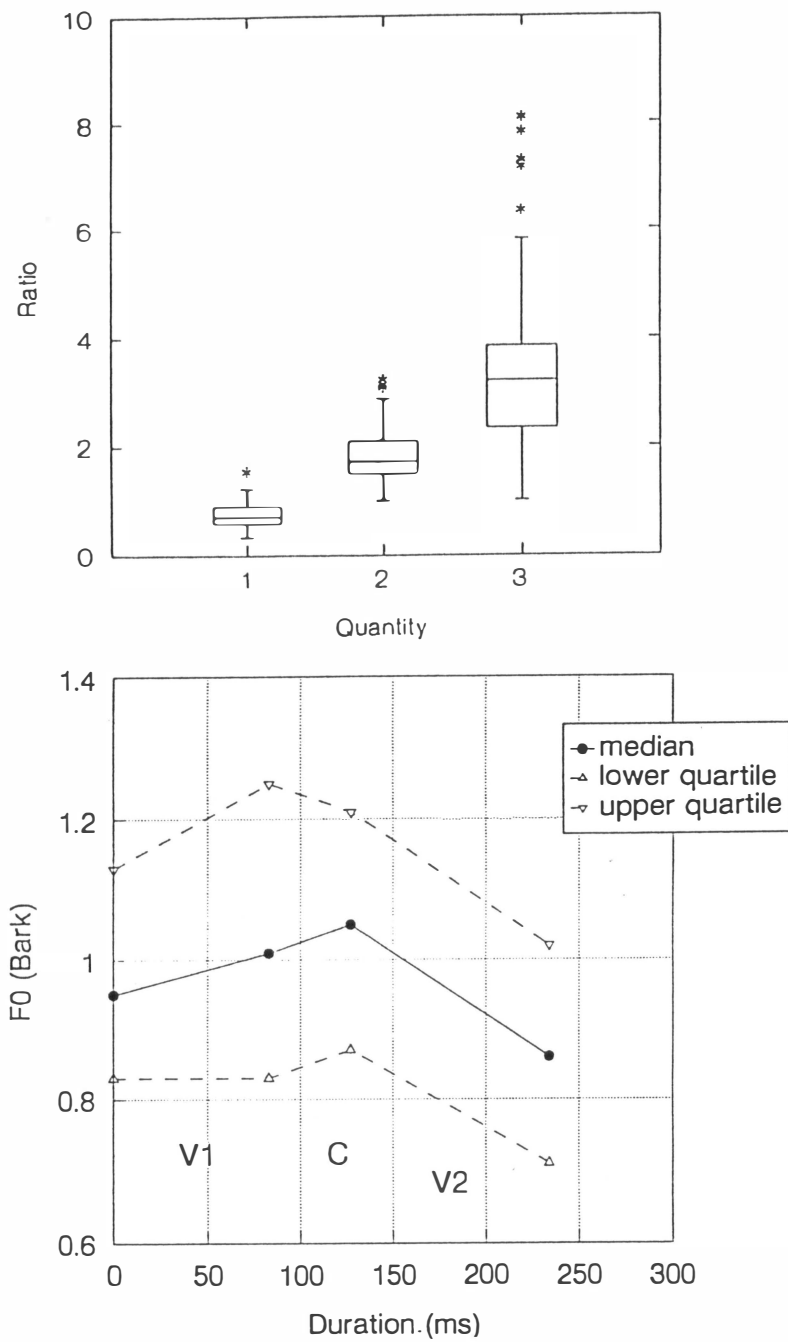 10
8
6
4
2
0
Ratio
1 2 3
Quantity
1.4
1.2
1
0.8
0.6
F0 (Bark)
median
lower quartile
upper quartile
V1 C V2
0 50 100 150 200 250 300
Duration.(ms)